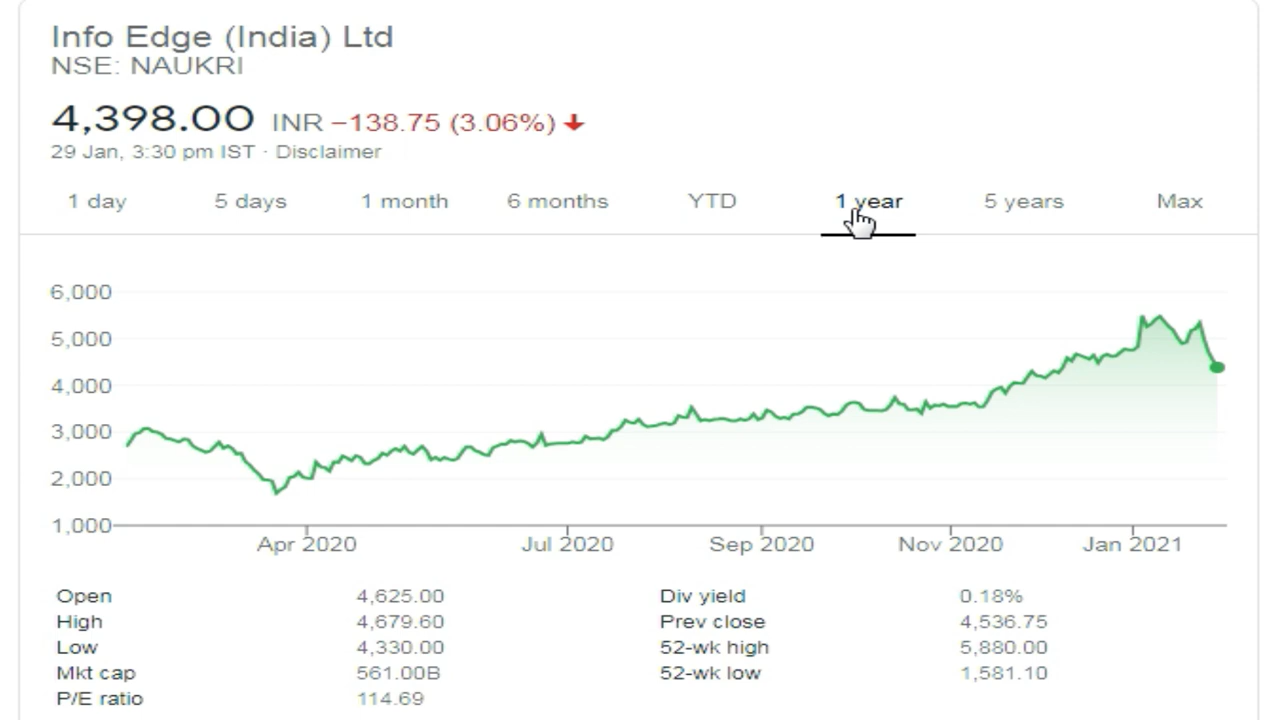 Info Edge (India) Ltd
NSE: NAUKRI
4,398.00 INR −138.75 (3.06%)
29 Jan, 3:30 pm IST · Disclaimer
1 day 5 days 1 month 6 months YTD 1 year 5 years Max
6,000
5,000
4,000
3,000
2,000
1,000
Apr 2020 Jul 2020 Sep 2020 Nov 2020 Jan 2021
Open 4,625.00 Div yield 0.18%
High 4,679.60 Prev close 4,536.75
Low 4,330.00 52-wk high 5,880.00
Mkt cap 561.00B 52-wk low 1,581.10
P/E ratio 114.69